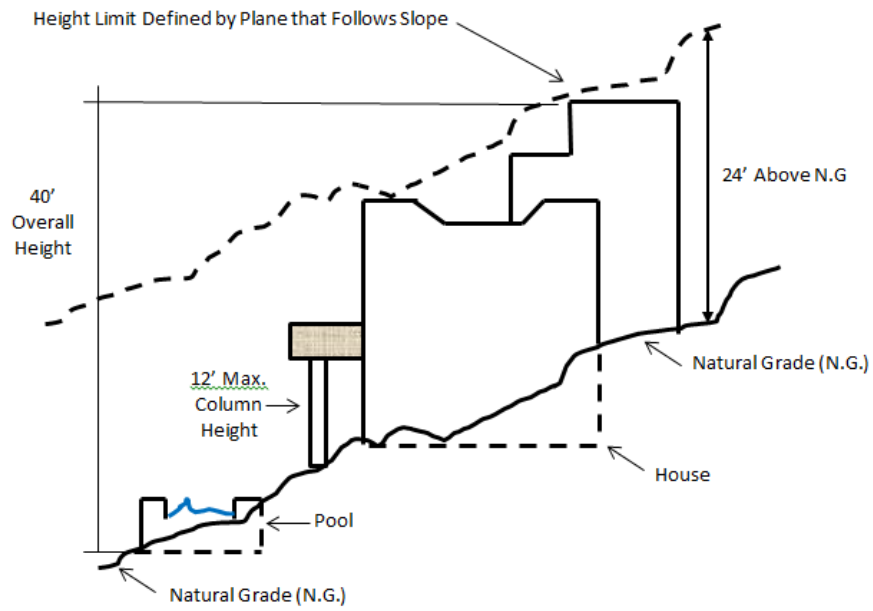 Height Limit Defined by Plane that Follows Slope
40’
Overall
Height
24’ Above N.G
12’ Max.
Column
Height
Natural Grade (N.G.)
House
Pool
Natural Grade (N.G.)